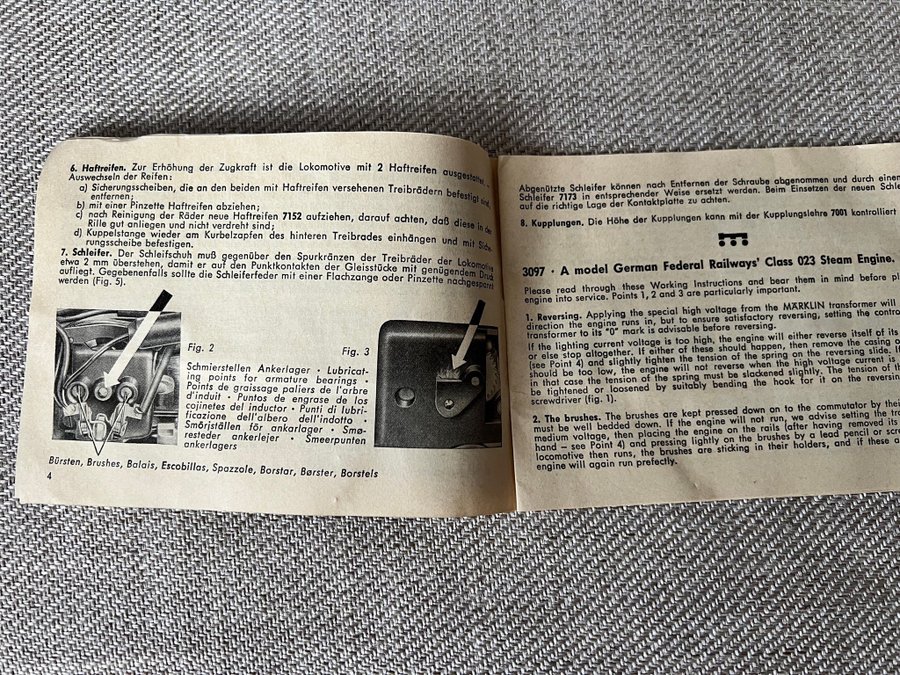 6. Haftreifen. Zur Erhöhung der Zugkraft ist die Lokomotive mit 2 Haftreifen ausgestattet.
Auswechseln der Reifen:
a) Sicherungsscheiben, die an den beiden mit Haftreifen versehenen Treibrädern befestigt sind,
entfernen;
b) mit einer Pinzette Haftreifen abziehen;
c) nach Reinigung der Räder neue Haftreifen 7152 aufziehen, darauf achten, daß diese in der
Rille gut anliegen und nicht verdreht sind;
d) Kuppelstange wieder am Kurbelzapfen des hinteren Treibrades einhängen und mit Siche-
rungsscheibe befestigen.
7. Schleifer. Der Schleifschuh muß gegenüber den Spurkränzen der Treibräder der Lokomotive
etwa 2 mm überstehen, damit er auf den Punktkontakten der Gleisstücke mit genügendem Druck
aufliegt. Gegebenenfalls sollte die Schleiferfeder mit einer Flachzange oder Pinzette nachgespannt
werden (Fig. 5).
Fig. 2
Fig. 3
Schmierstellen Ankerlager · Lubricat-
ing points for armature bearings ·
Points de graissage paliers de l'arbre
d'induit · Puntos de engrase de los
cojinetes del inductor · Punti di lubri-
ficazione dell'albero dell'indotto ·
Smörjställen för ankarlager · Smø-
resteder ankerlejer · Smeerpunten
ankerlagers
Bürsten, Brushes, Balais, Escobillas, Spazzole, Borstar, Børster, Borstels
4
Abgenützte Schleifer können nach Entfernen der Schraube abgenommen und durch einen
Schleifer 7173 in entsprechender Weise ersetzt werden. Beim Einsetzen der neuen Schlei
auf die richtige Lage der Kontaktplatte zu achten.
8. Kupplungen. Die Höhe der Kupplungen kann mit der Kupplungslehre 7001 kontrolliert
3097 · A model German Federal Railways' Class 023 Steam Engine.
Please read through these Working Instructions and bear them in mind before pl
engine into service. Points 1, 2 and 3 are particularly important.
1. Reversing. Applying the special high voltage from the MÄRKLIN transformer will
direction the engine runs in, but to ensure satisfactory reversing, setting the contro
transformer to its "0" mark is advisable before reversing.
If the lighting current voltage is too high, the engine will either reverse itself of its
or else stop altogether. If either of these should happen, then remove the casing o
(see Point 4) and slightly tighten the tension of the spring on the reversing slide. If
should be too low, the engine will not reverse when the high voltage current is
in that case the tension of the spring must be slackened slightly. The tension of th
be tightened or loosened by suitably bending the hook for it on the reversin
screwdriver (fig. 1).
2. The brushes. The brushes are kept pressed down on to the commutator by thei
must be well bedded down. If the engine will not run, we advise setting the tra
medium voltage, then placing the engine on the rails (after having removed its
hand – see Point 4) and pressing lightly on the brushes by a lead pencil or scre
locomotive then runs, the brushes are sticking in their holders, and if these a
engine will again run prefectly.